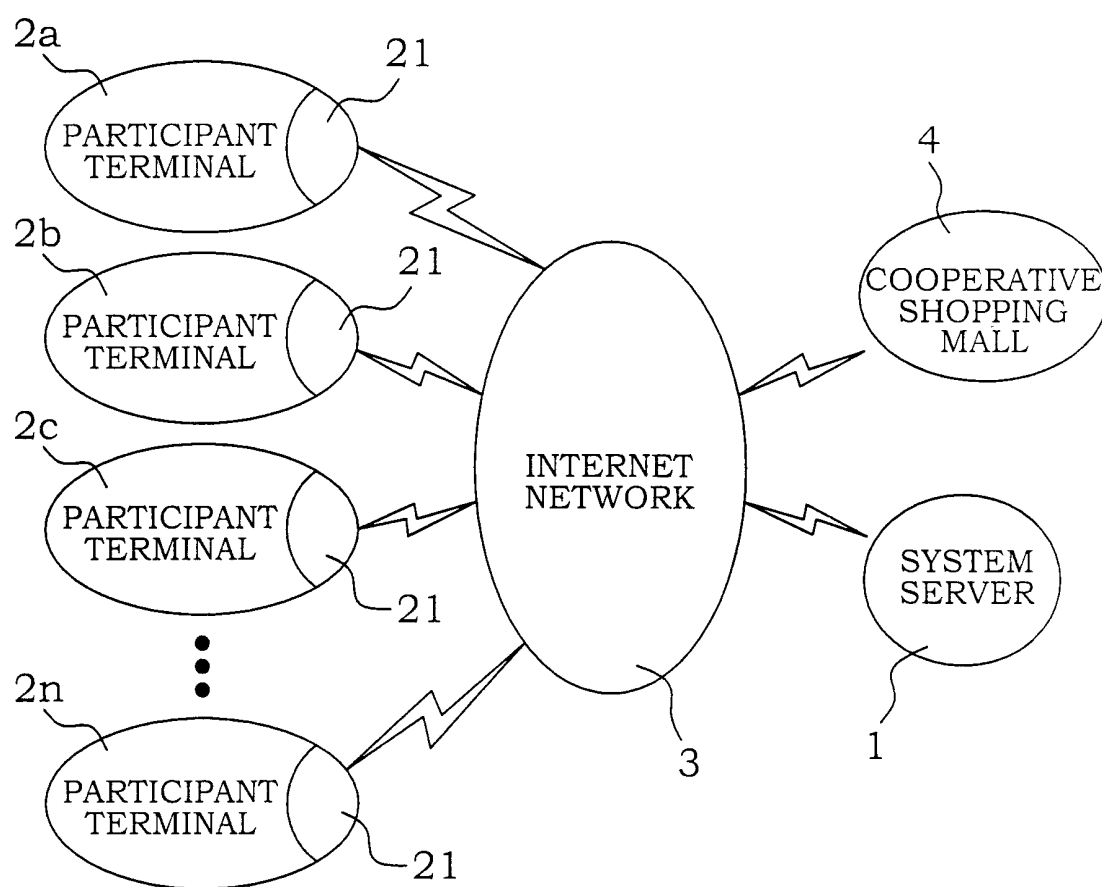 2a
21
PARTICIPANT
TERMINAL
2b
21
PARTICIPANT
TERMINAL
2c
PARTICIPANT
TERMINAL
21
2n
PARTICIPANT
TERMINAL
21
INTERNET
NETWORK
3
4
COOPERATIVE
SHOPPING
MALL
SYSTEM
SERVER
1